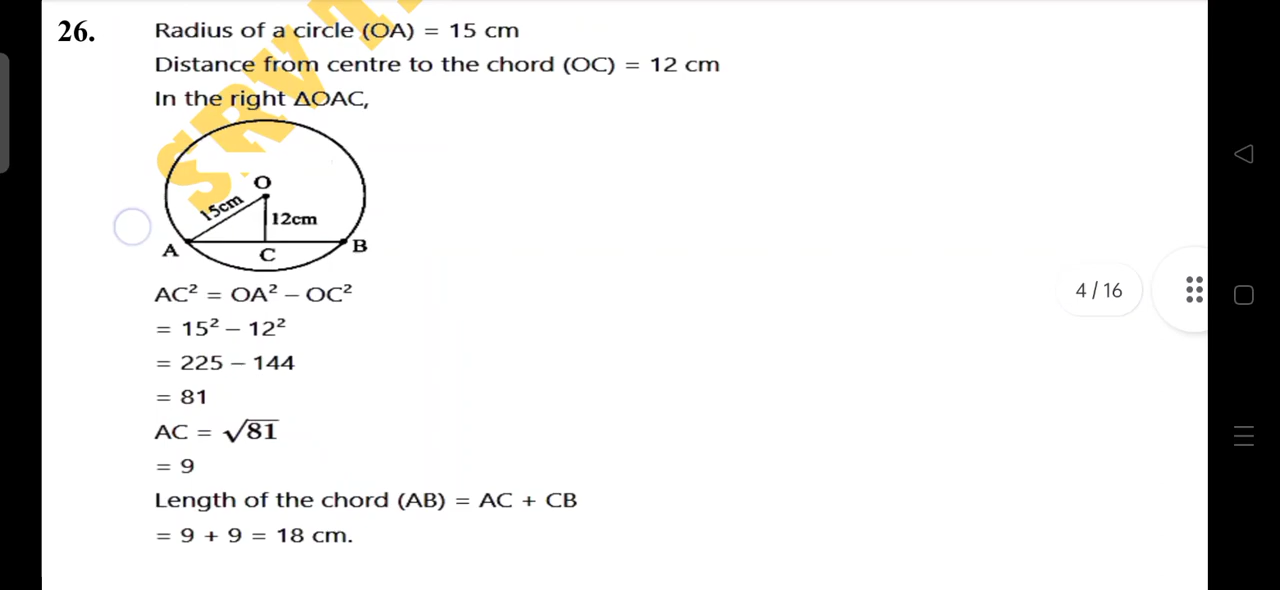 26. Radius of a circle (OA) = 15 cm
Distance from centre to the chord (OC) = 12 cm
In the right ΔOAC,
SRV T
O
15cm
12cm
A
C
B
AC² = OA² – OC²
= 15² – 12²
= 225 – 144
= 81
AC = √81
= 9
Length of the chord (AB) = AC + CB
= 9 + 9 = 18 cm.
4 / 16